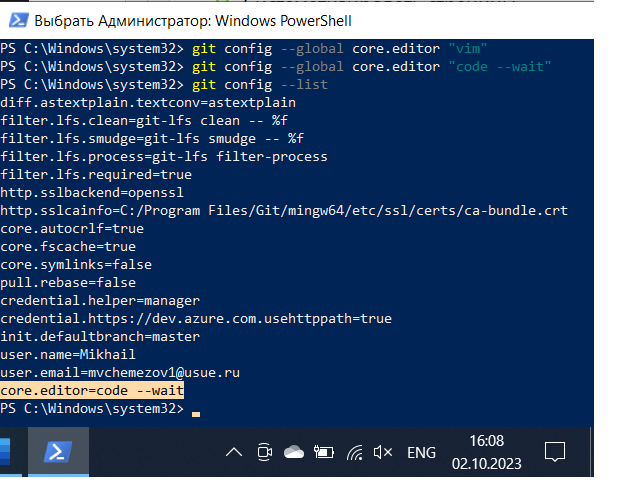 Выбрать Администратор: Windows PowerShell
PS C:\Windows\system32> git config --global core.editor "vim"
PS C:\Windows\system32> git config --global core.editor "code --wait"
PS C:\Windows\system32> git config --list
diff.astextplain.textconv=astextplain
filter.lfs.clean=git-lfs clean -- %f
filter.lfs.smudge=git-lfs smudge -- %f
filter.lfs.process=git-lfs filter-process
filter.lfs.required=true
http.sslbackend=openssl
http.sslcainfo=C:/Program Files/Git/mingw64/etc/ssl/certs/ca-bundle.crt
core.autocrlf=true
core.fscache=true
core.symlinks=false
pull.rebase=false
credential.helper=manager
credential.https://dev.azure.com.usehttppath=true
init.defaultbranch=master
user.name=Mikhail
user.email=mvchemezov1@usue.ru
core.editor=code --wait
PS C:\Windows\system32>
ENG
16:08
02.10.2023